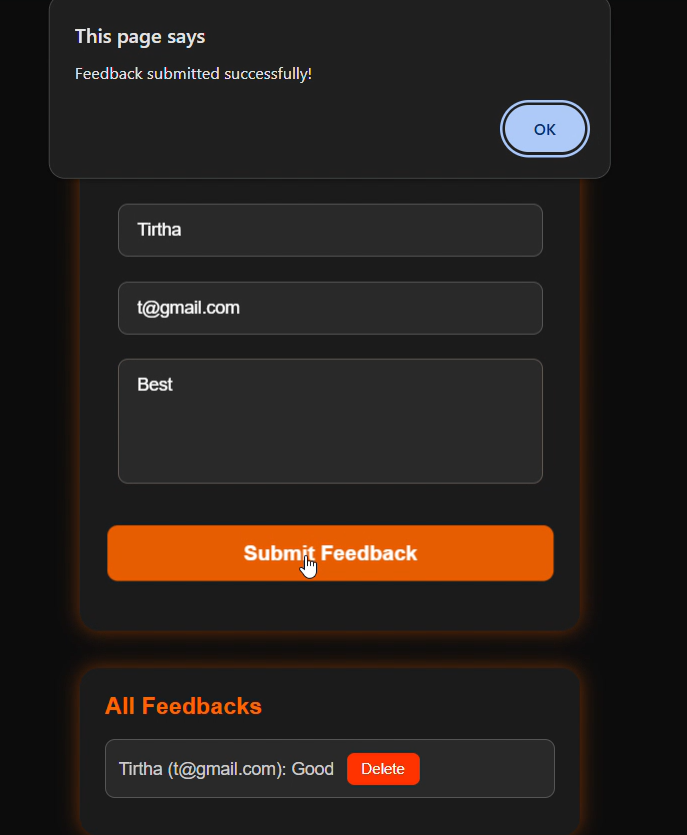 This page says
Feedback submitted successfully!
OK
Tirtha
t@gmail.com
Best
Submit Feedback
All Feedbacks
Tirtha (t@gmail.com): Good Delete